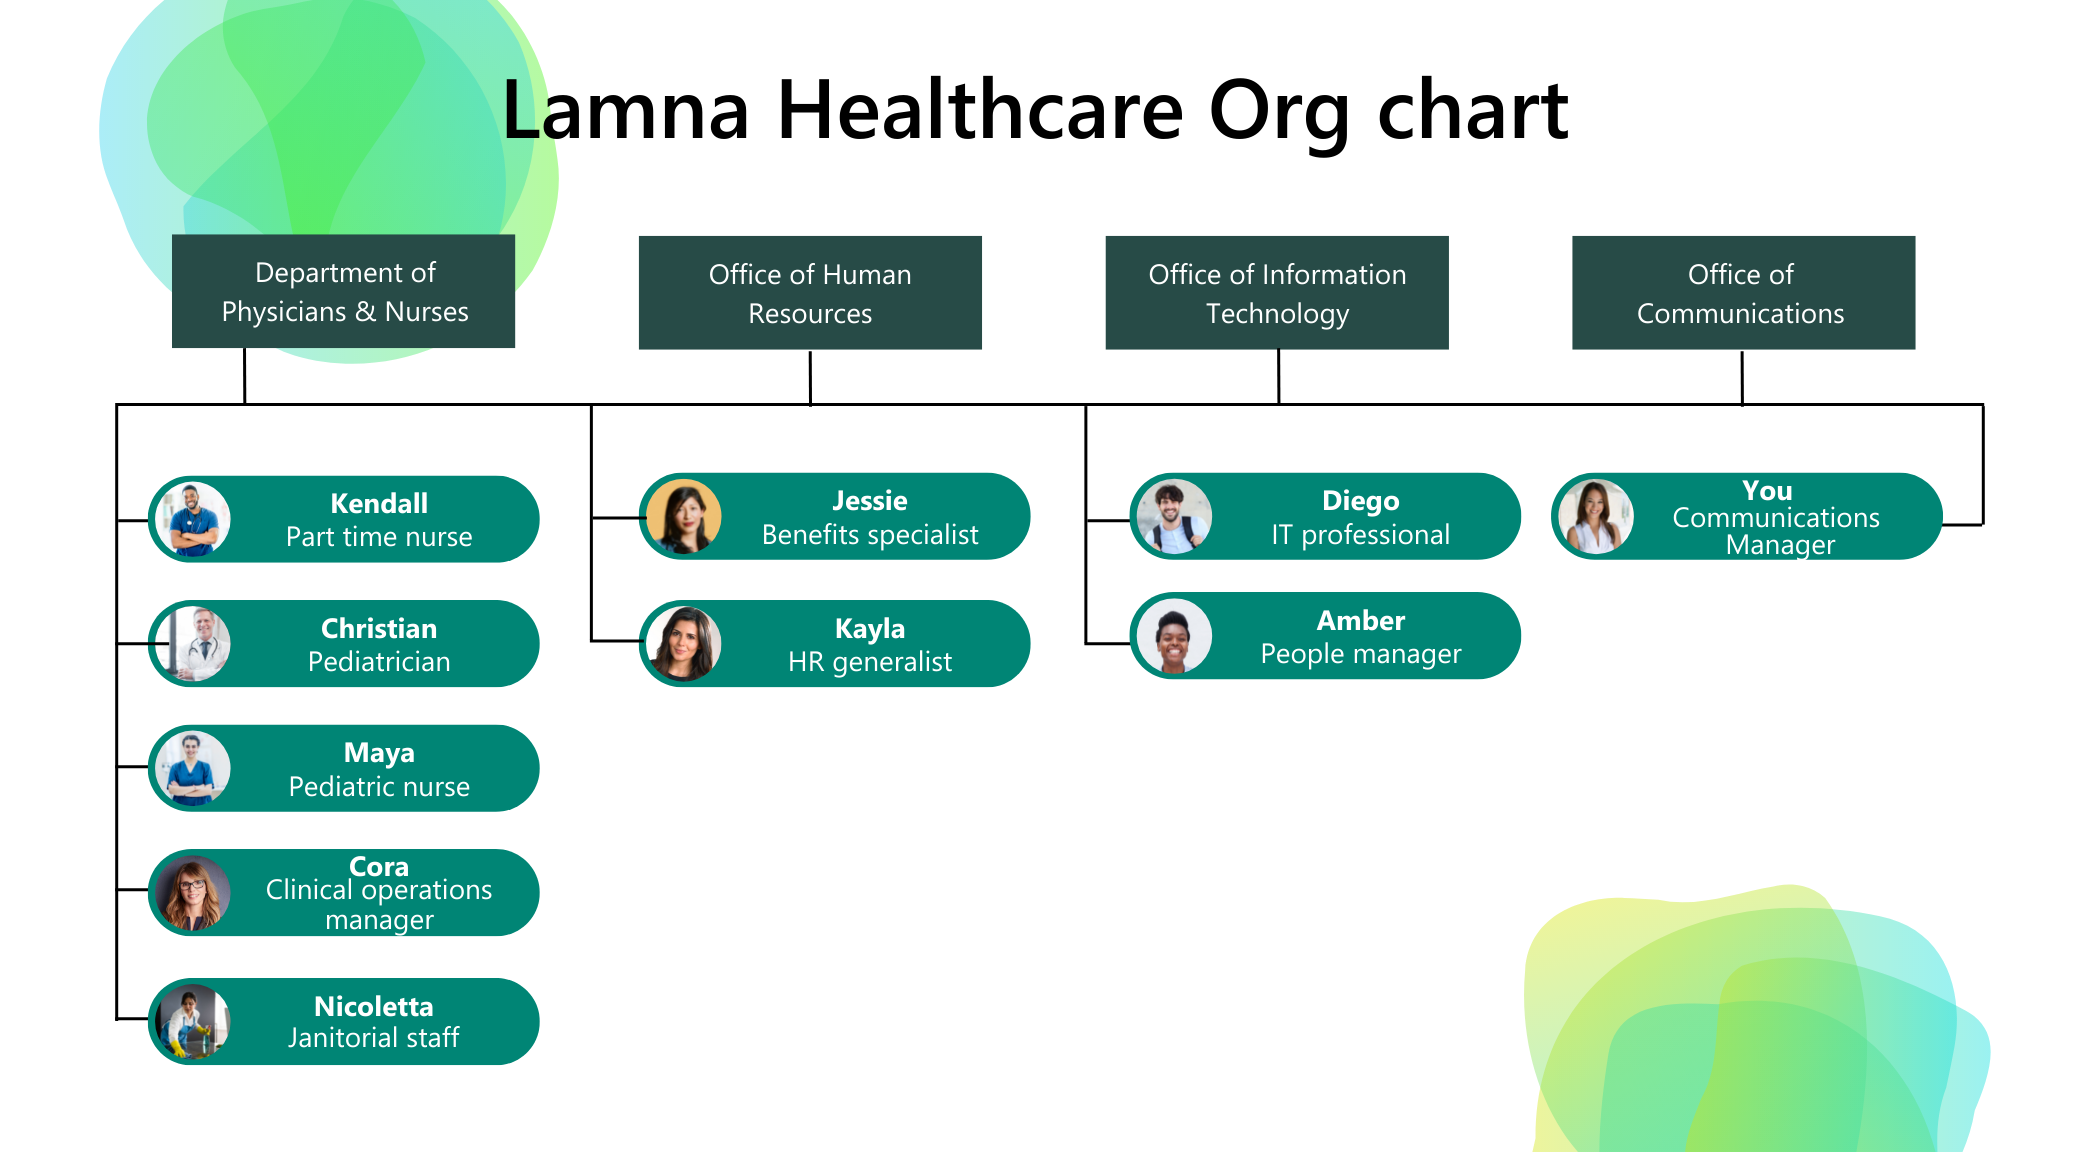 Lamna Healthcare Org chart
Department of
Physicians & Nurses
Office of Human
Resources
Office of Information
Technology
Office of
Communications
Kendall
Part time nurse
Christian
Pediatrician
Maya
Pediatric nurse
Cora
Clinical operations
manager
Nicoletta
Janitorial staff
Jessie
Benefits specialist
Kayla
HR generalist
Diego
IT professional
Amber
People manager
You
Communications
Manager